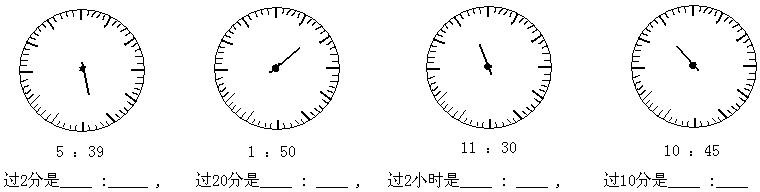 5 : 39    1 : 50    11 : 30    10 : 45
过2分是____ :_____ ,    过20分是____ : ____ ,    过2小时是____ : ____ ,    过10分是____ :____